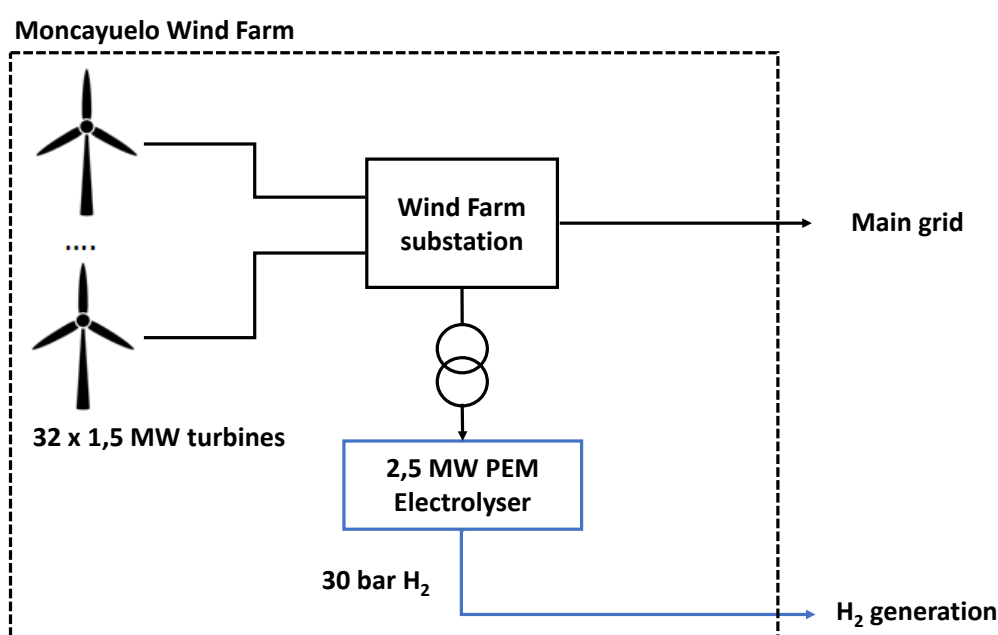 Moncayuelo Wind Farm
Wind Farm
substation
Main grid
....
32 x 1,5 MW turbines
2,5 MW PEM
Electrolyser
30 bar H₂
H₂ generation